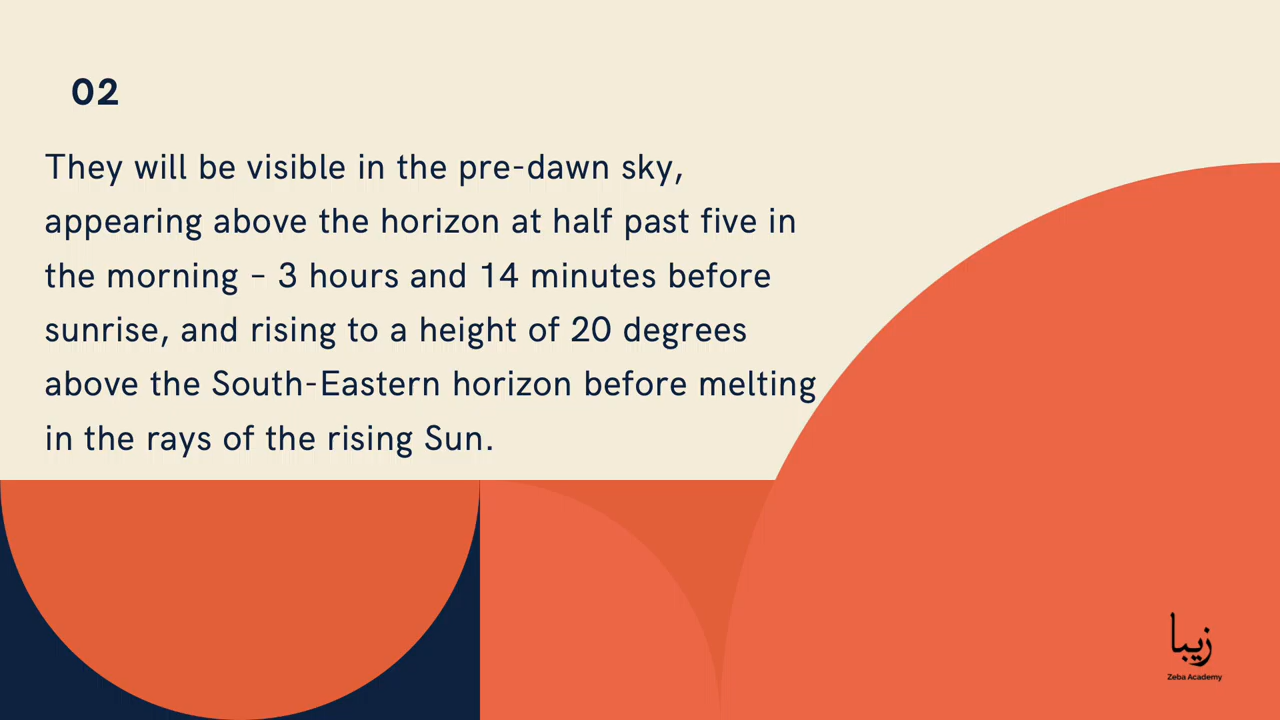 02
They will be visible in the pre-dawn sky,
appearing above the horizon at half past five in
the morning – 3 hours and 14 minutes before
sunrise, and rising to a height of 20 degrees
above the South-Eastern horizon before melting
in the rays of the rising Sun.
زيبا
Zeba Academy